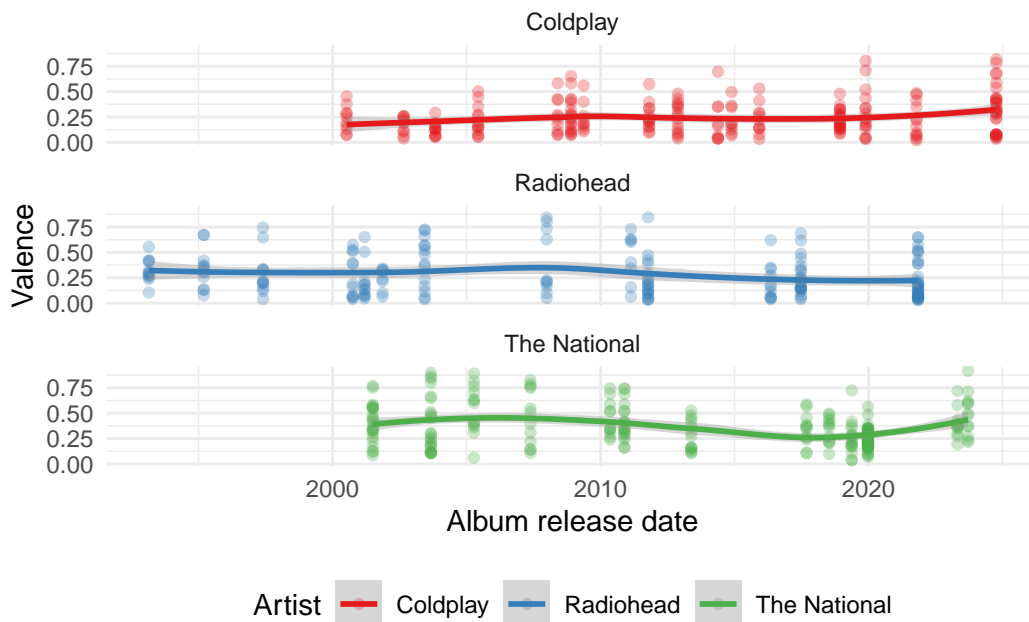 Coldplay
0.75
0.50
0.25
0.00
Radiohead
0.75
0.50
0.25
0.00
The National
0.75
0.50
0.25
0.00
Valence
2000 2010 2020
Album release date
Artist Coldplay Radiohead The National